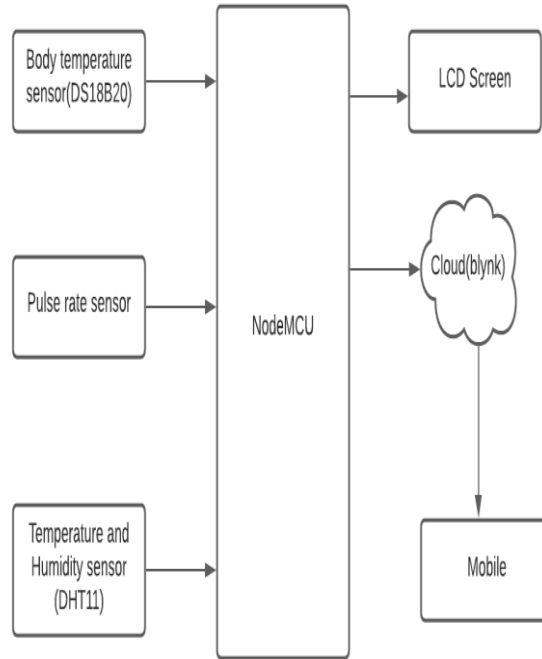 Body temperature
sensor(DS18B20)
Pulse rate sensor
Temperature and
Humidity sensor
(DHT11)
NodeMCU
LCD Screen
Cloud(blynk)
Mobile